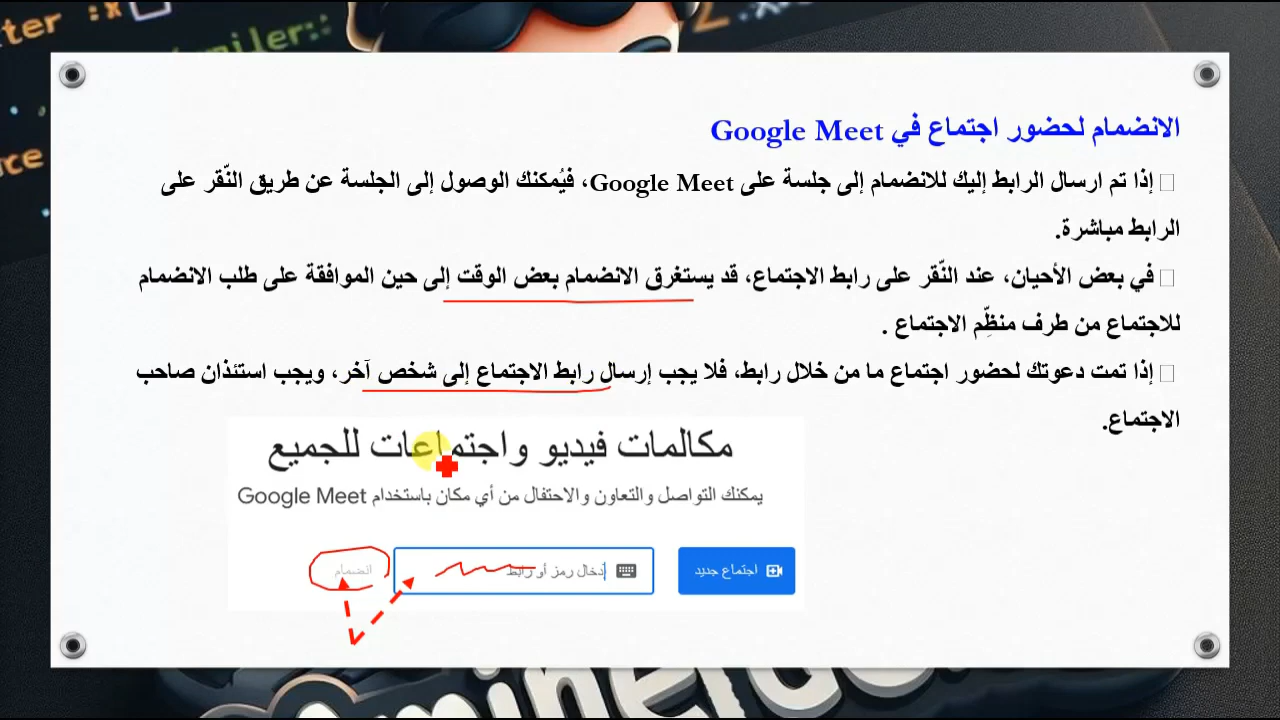 :x
iler::
الانضمام لحضور اجتماع في Google Meet
إذا تم ارسال الرابط إليك للانضمام إلى جلسة على Google Meet، فيُمكنك الوصول إلى الجلسة عن طريق النّقر على
الرابط مباشرة.
في بعض الأحيان، عند النّقر على رابط الاجتماع، قد يستغرق الانضمام بعض الوقت إلى حين الموافقة على طلب الانضمام
للاجتماع من طرف منظِّم الاجتماع .
إذا تمت دعوتك لحضور اجتماع ما من خلال رابط، فلا يجب إرسال رابط الاجتماع إلى شخص آخر، ويجب استئذان صاحب
الاجتماع.
مكالمات فيديو واجتماعات للجميع
يمكنك التواصل والتعاون والاحتفال من أي مكان باستخدام Google Meet
اجتماع جديد
إدخال رمز أو رابط
انضمام